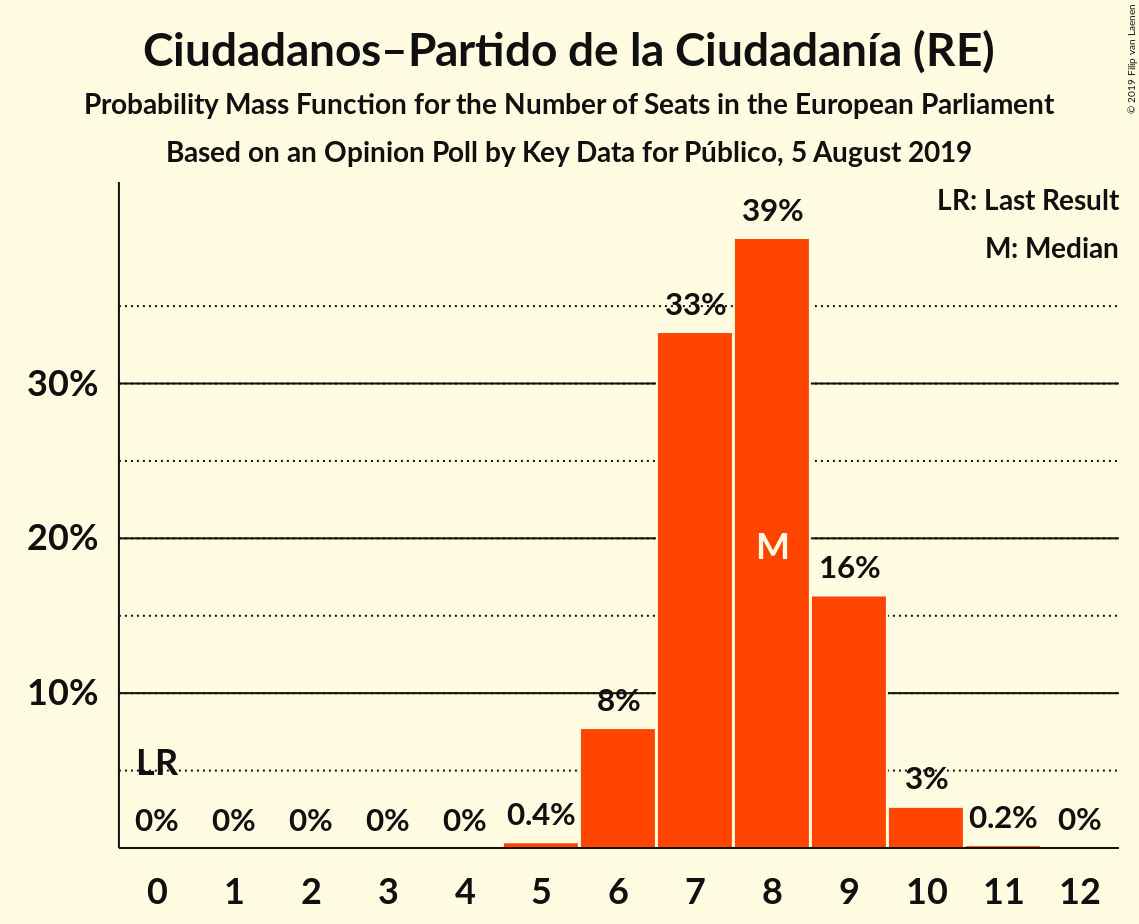 Ciudadanos–Partido de la Ciudadanía (RE)
Probability Mass Function for the Number of Seats in the European Parliament
Based on an Opinion Poll by Key Data for Público, 5 August 2019
© 2019 Filip van Laenen
LR: Last Result
M: Median
39%
33%
30%
20%
M
16%
10%
8%
LR
3%
0% 0% 0% 0% 0% 0.4% 0.2% 0%
0 1 2 3 4 5 6 7 8 9 10 11 12